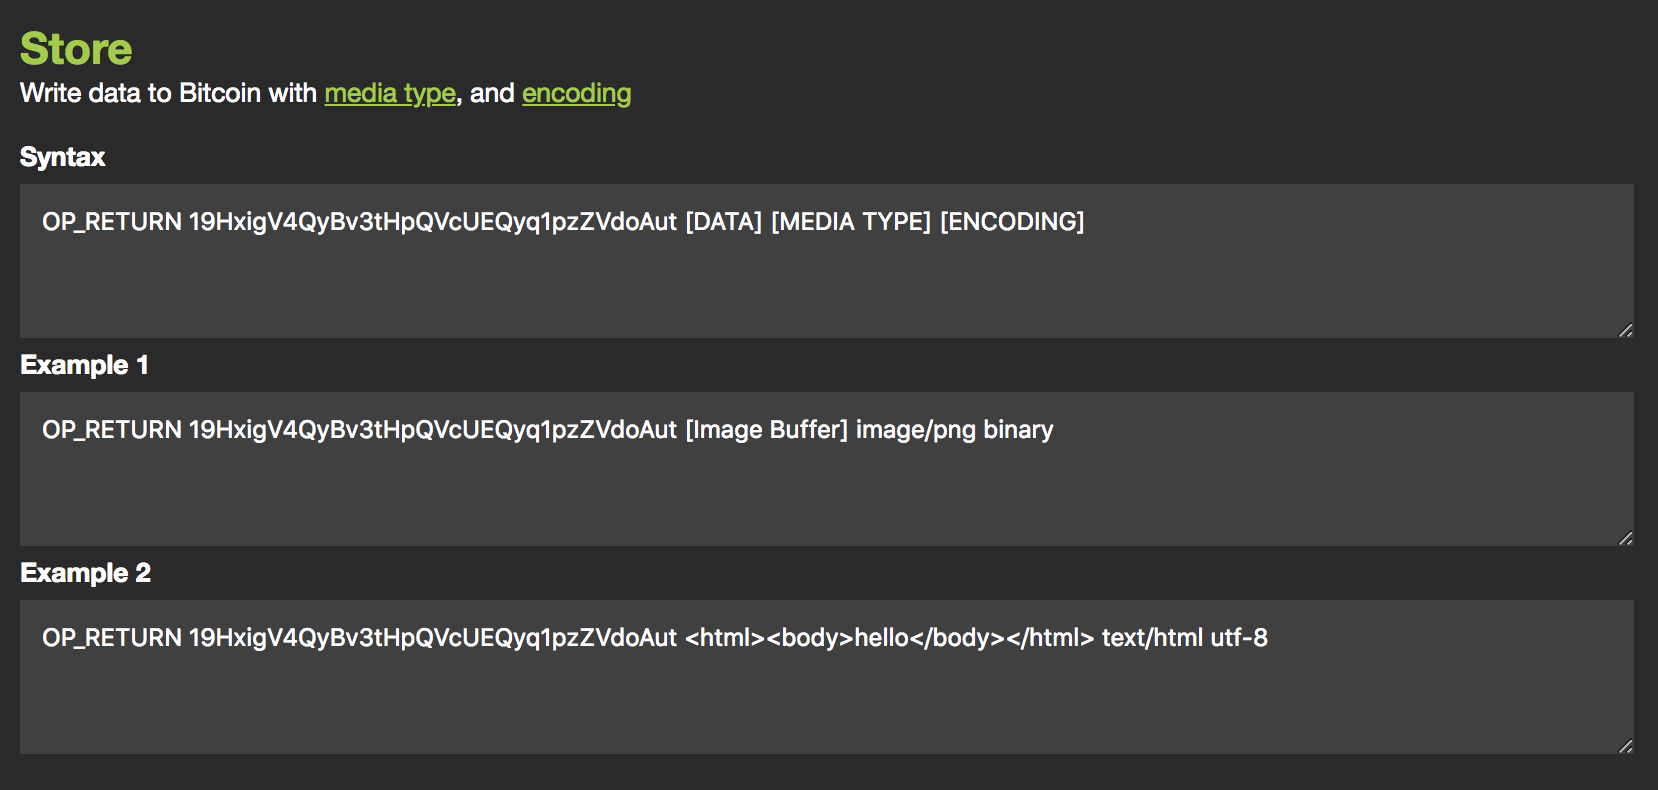 Store
Write data to Bitcoin with media type, and encoding
Syntax
OP_RETURN 19HxigV4QyBv3tHpQVcUEQyq1pzZVdoAut [DATA] [MEDIA TYPE] [ENCODING]
Example 1
OP_RETURN 19HxigV4QyBv3tHpQVcUEQyq1pzZVdoAut [Image Buffer] image/png binary
Example 2
OP_RETURN 19HxigV4QyBv3tHpQVcUEQyq1pzZVdoAut <html><body>hello</body></html> text/html utf-8